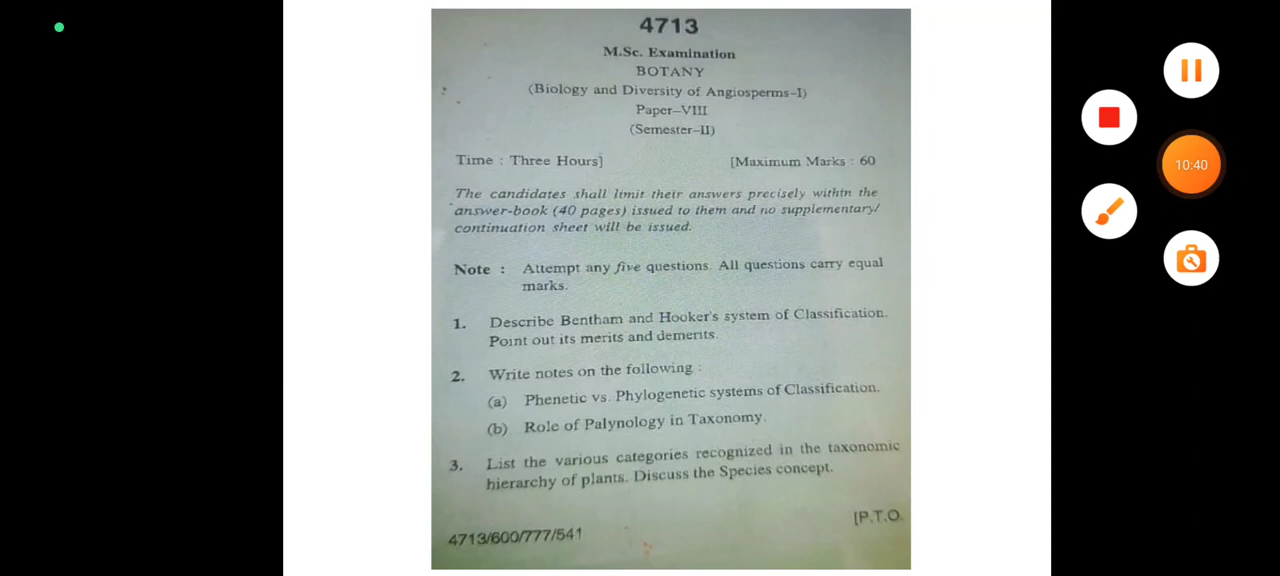 4713
M.Sc. Examination
BOTANY
(Biology and Diversity of Angiosperms–I)
Paper–VIII
(Semester–II)
Time : Three Hours] [Maximum Marks : 60
The candidates shall limit their answers precisely within the
answer-book (40 pages) issued to them and no supplementary/
continuation sheet will be issued.
Note : Attempt any five questions. All questions carry equal
marks.
1. Describe Bentham and Hooker's system of Classification.
Point out its merits and demerits.
2. Write notes on the following :
(a) Phenetic vs. Phylogenetic systems of Classification.
(b) Role of Palynology in Taxonomy.
3. List the various categories recognized in the taxonomic
hierarchy of plants. Discuss the Species concept.
[P.T.O.
4713/600/777/541
10:40